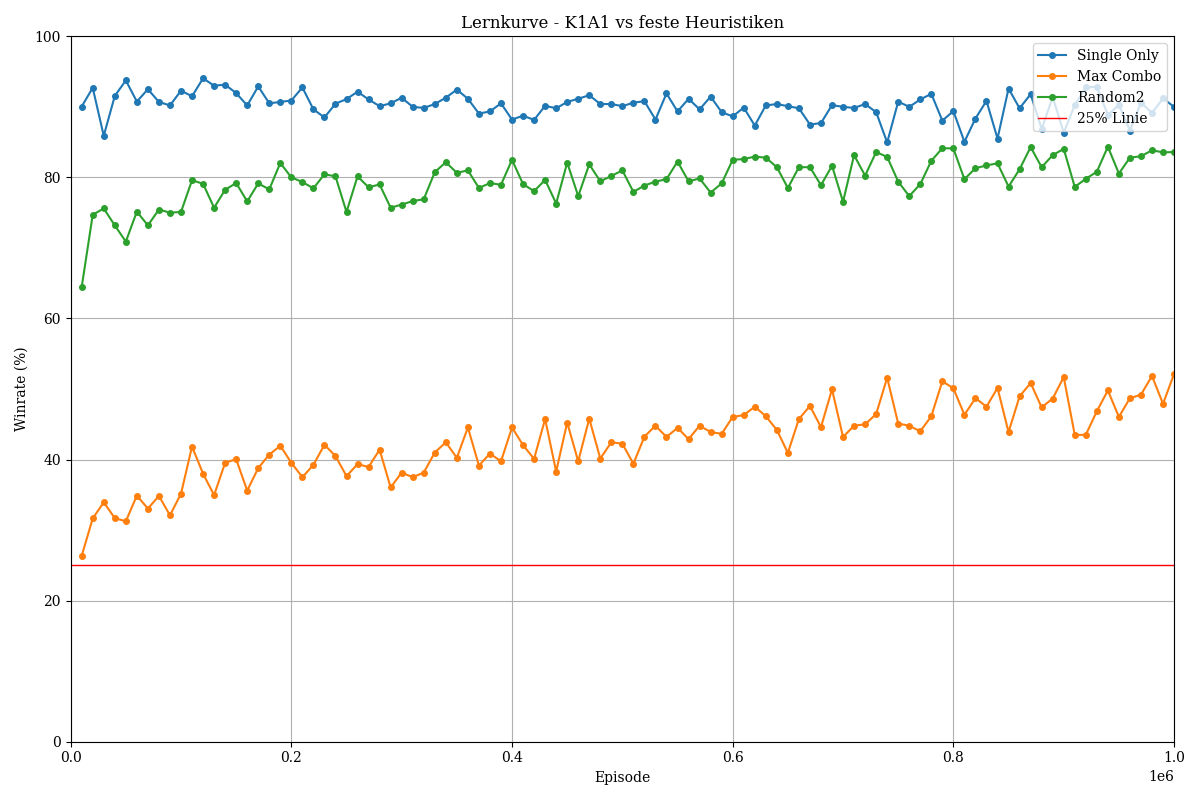 Lernkurve - K1A1 vs feste Heuristiken
Winrate (%)
100
80
60
40
20
0
Single Only
Max Combo
Random2
25% Linie
0.0 0.2 0.4 0.6 0.8 1.0
1e6
Episode